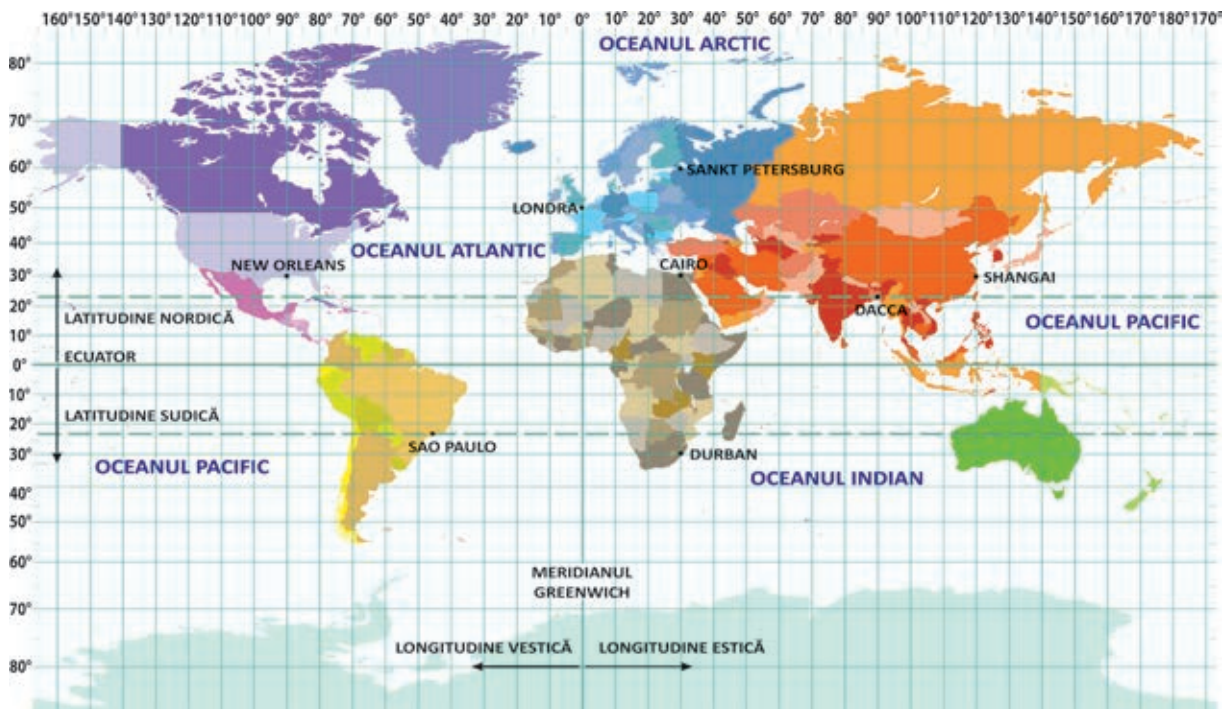 160° 150° 140° 130° 120° 110° 100° 90° 80° 70° 60° 50° 40° 30° 20° 10° 0° 10° 20° 30° 40° 50° 60° 70° 80° 90° 100° 110° 120° 130° 140° 150° 160° 170° 180° 170°
OCEANUL ARCTIC
80°
70°
60°
SANKT PETERSBURG
50°
LONDRA
40°
OCEANUL ATLANTIC
30°
NEW ORLEANS
CAIRO
SHANGAI
20°
LATITUDINE NORDICĂ
DACCA
OCEANUL PACIFIC
10°
ECUATOR
0°
10°
LATITUDINE SUDICĂ
20°
SAO PAULO
30°
OCEANUL PACIFIC
DURBAN
OCEANUL INDIAN
40°
50°
60°
MERIDIANUL
GREENWICH
70°
LONGITUDINE VESTICĂ
LONGITUDINE ESTICĂ
80°